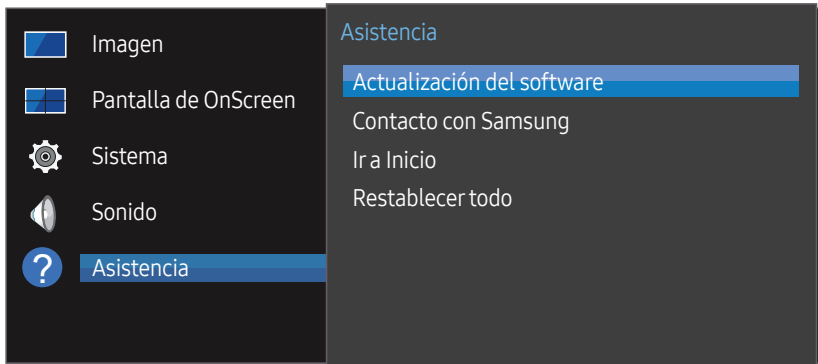 Imagen
Pantalla de OnScreen
Sistema
Sonido
?
Asistencia
Asistencia
Actualización del software
Contacto con Samsung
Ir a Inicio
Restablecer todo